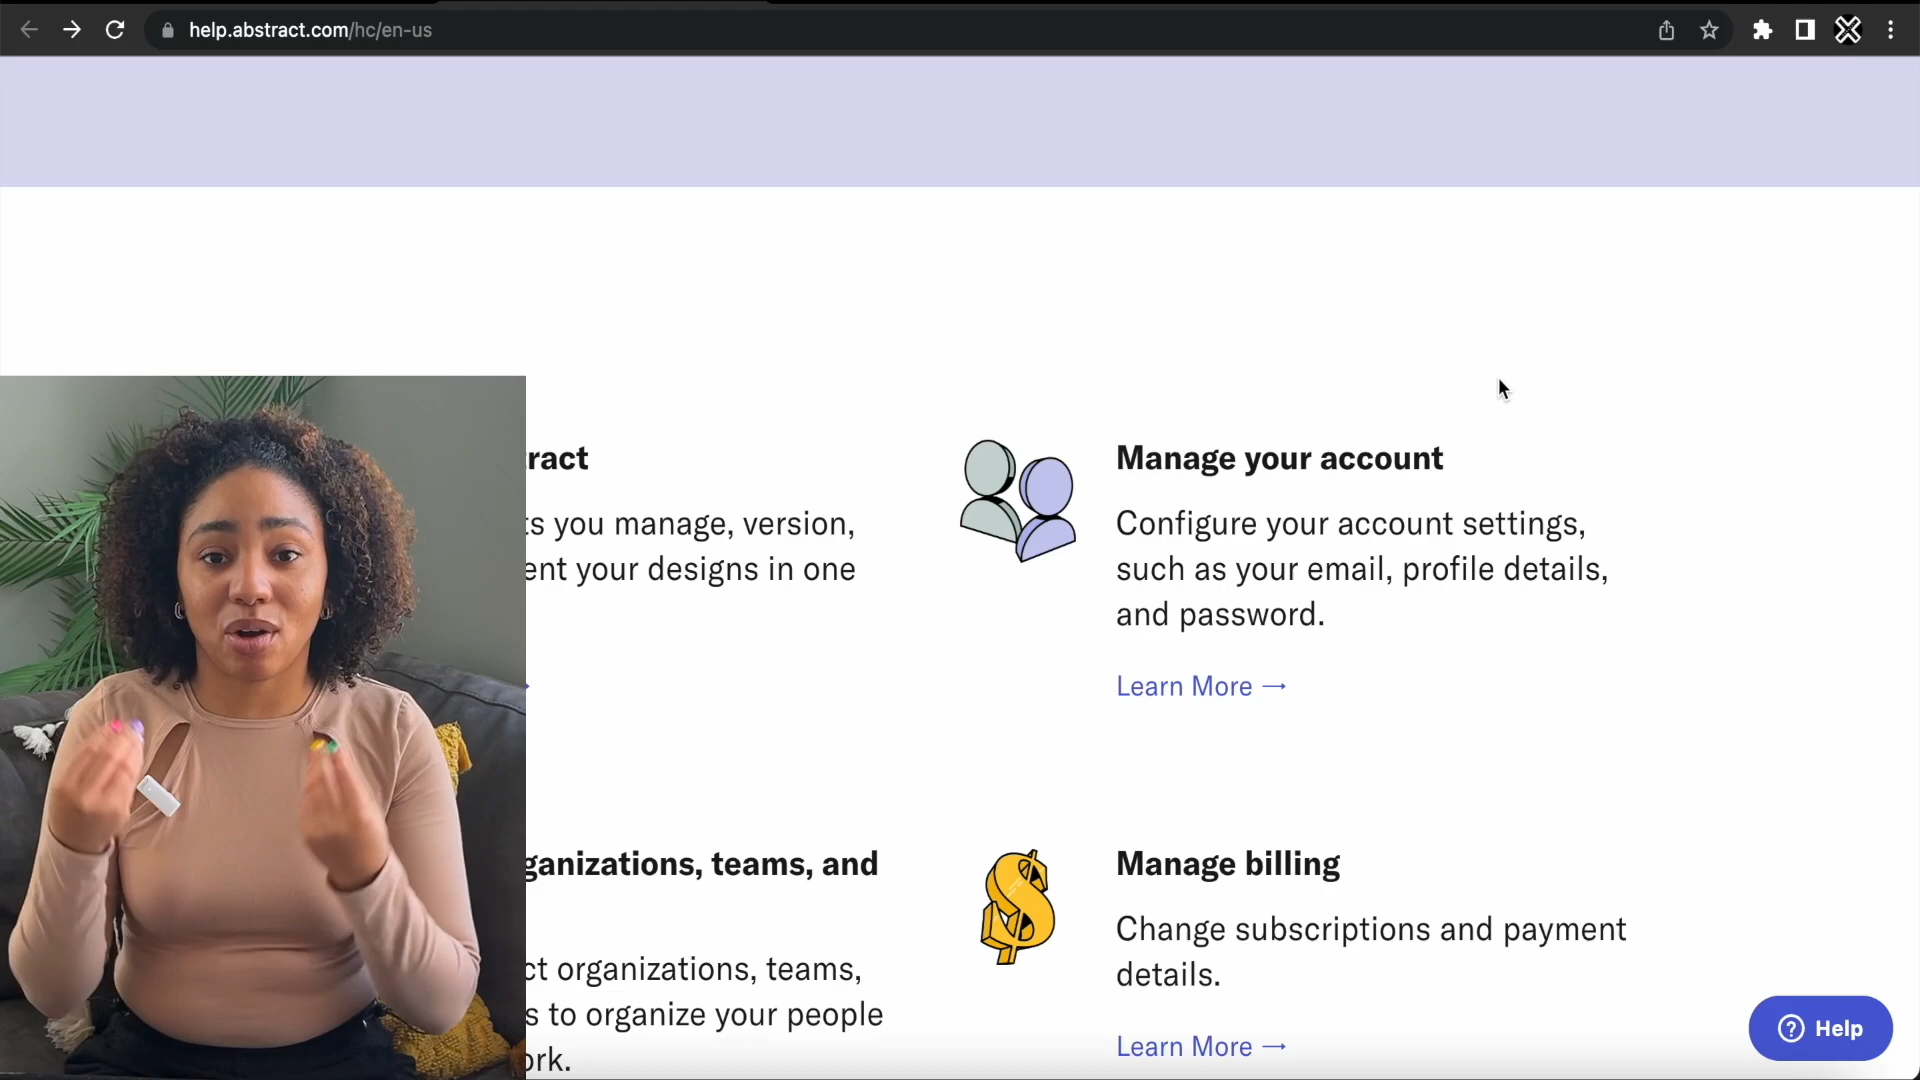 help.abstract.com/hc/en-us
ract
Manage your account
ts you manage, version,
ent your designs in one
Configure your account settings,
such as your email, profile details,
and password.
Learn More →
ganizations, teams, and
Manage billing
ct organizations, teams,
s to organize your people
ork.
Change subscriptions and payment
details.
Learn More →
Help